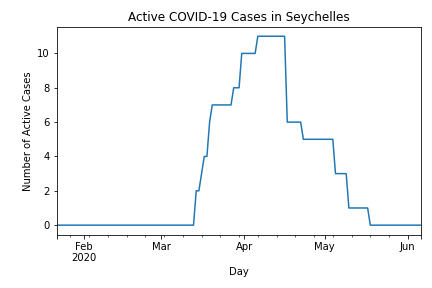 Active COVID-19 Cases in Seychelles
Number of Active Cases
10
8
6
4
2
0
Feb Mar Apr May Jun
2020
Day